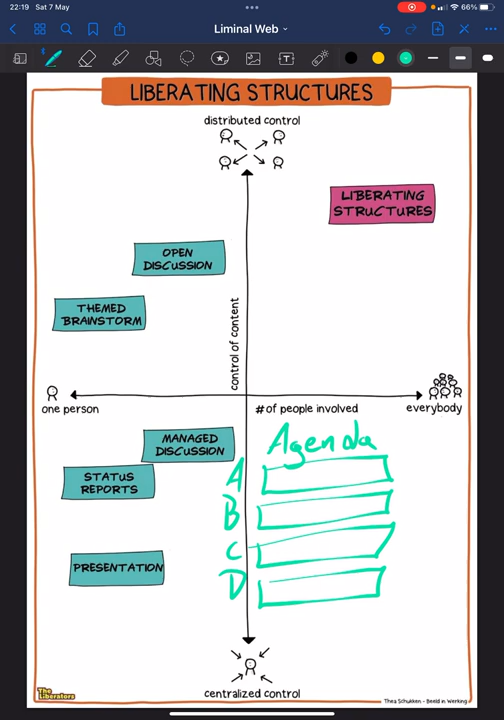 22:19 Sat 7 May
66%
Liminal Web
LIBERATING STRUCTURES
distributed control
LIBERATING
STRUCTURES
OPEN
DISCUSSION
THEMED
BRAINSTORM
control of content
one person
# of people involved
everybody
Agenda
MANAGED
DISCUSSION
A
STATUS
REPORTS
B
C
PRESENTATION
D
The
Liberators
centralized control
Thea Schukken - Beeld in Werking